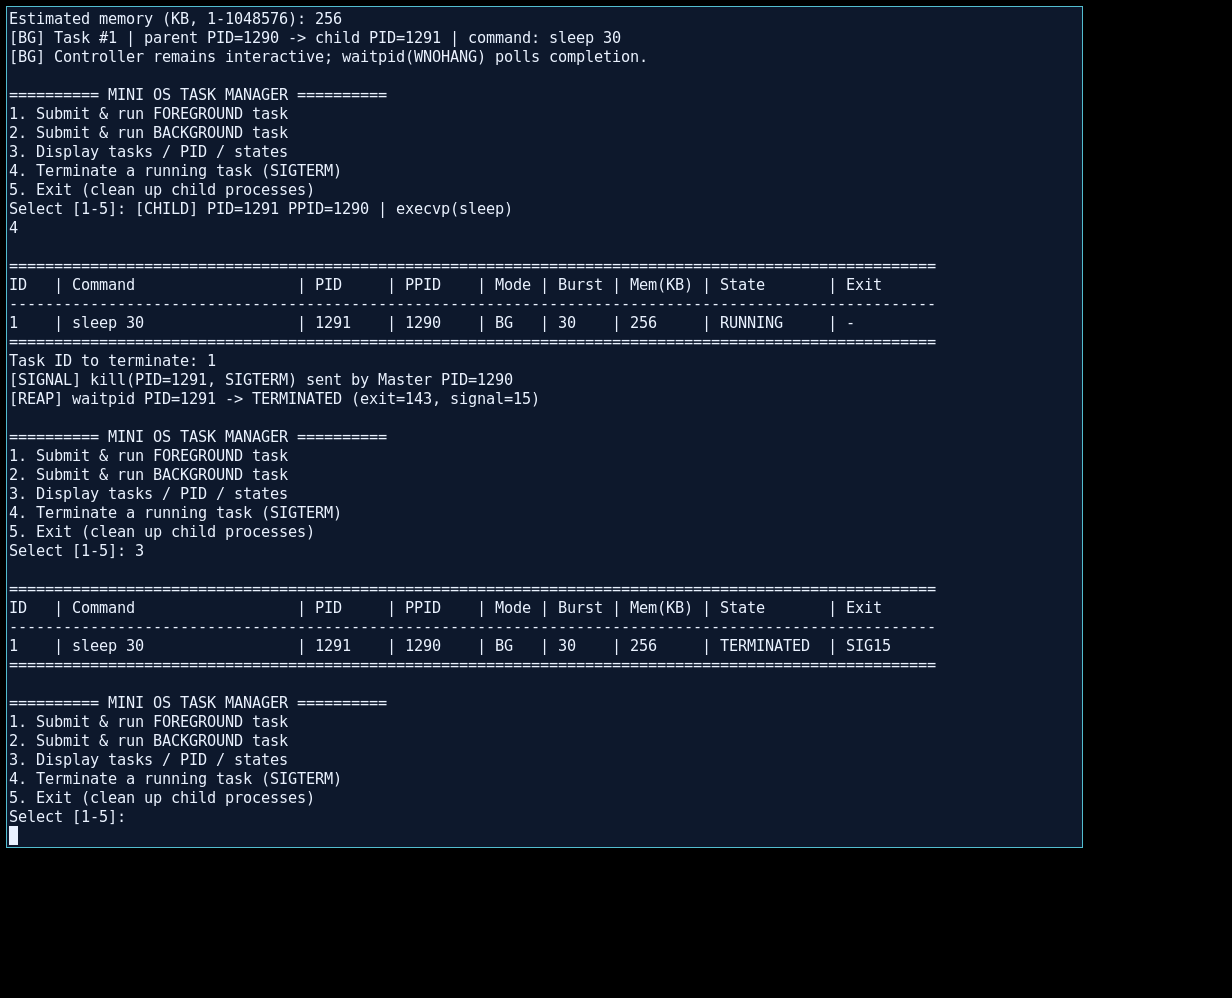 Estimated memory (KB, 1-1048576): 256
[BG] Task #1 | parent PID=1290 -> child PID=1291 | command: sleep 30
[BG] Controller remains interactive; waitpid(WNOHANG) polls completion.

========== MINI OS TASK MANAGER ==========
1. Submit & run FOREGROUND task
2. Submit & run BACKGROUND task
3. Display tasks / PID / states
4. Terminate a running task (SIGTERM)
5. Exit (clean up child processes)
Select [1-5]: [CHILD] PID=1291 PPID=1290 | execvp(sleep)
4

=======================================================================================================
ID   | Command                  | PID     | PPID    | Mode | Burst | Mem(KB) | State       | Exit
-------------------------------------------------------------------------------------------------------
1    | sleep 30                 | 1291    | 1290    | BG   | 30    | 256     | RUNNING     | -
=======================================================================================================
Task ID to terminate: 1
[SIGNAL] kill(PID=1291, SIGTERM) sent by Master PID=1290
[REAP] waitpid PID=1291 -> TERMINATED (exit=143, signal=15)

========== MINI OS TASK MANAGER ==========
1. Submit & run FOREGROUND task
2. Submit & run BACKGROUND task
3. Display tasks / PID / states
4. Terminate a running task (SIGTERM)
5. Exit (clean up child processes)
Select [1-5]: 3

=======================================================================================================
ID   | Command                  | PID     | PPID    | Mode | Burst | Mem(KB) | State       | Exit
-------------------------------------------------------------------------------------------------------
1    | sleep 30                 | 1291    | 1290    | BG   | 30    | 256     | TERMINATED  | SIG15
=======================================================================================================

========== MINI OS TASK MANAGER ==========
1. Submit & run FOREGROUND task
2. Submit & run BACKGROUND task
3. Display tasks / PID / states
4. Terminate a running task (SIGTERM)
5. Exit (clean up child processes)
Select [1-5]: